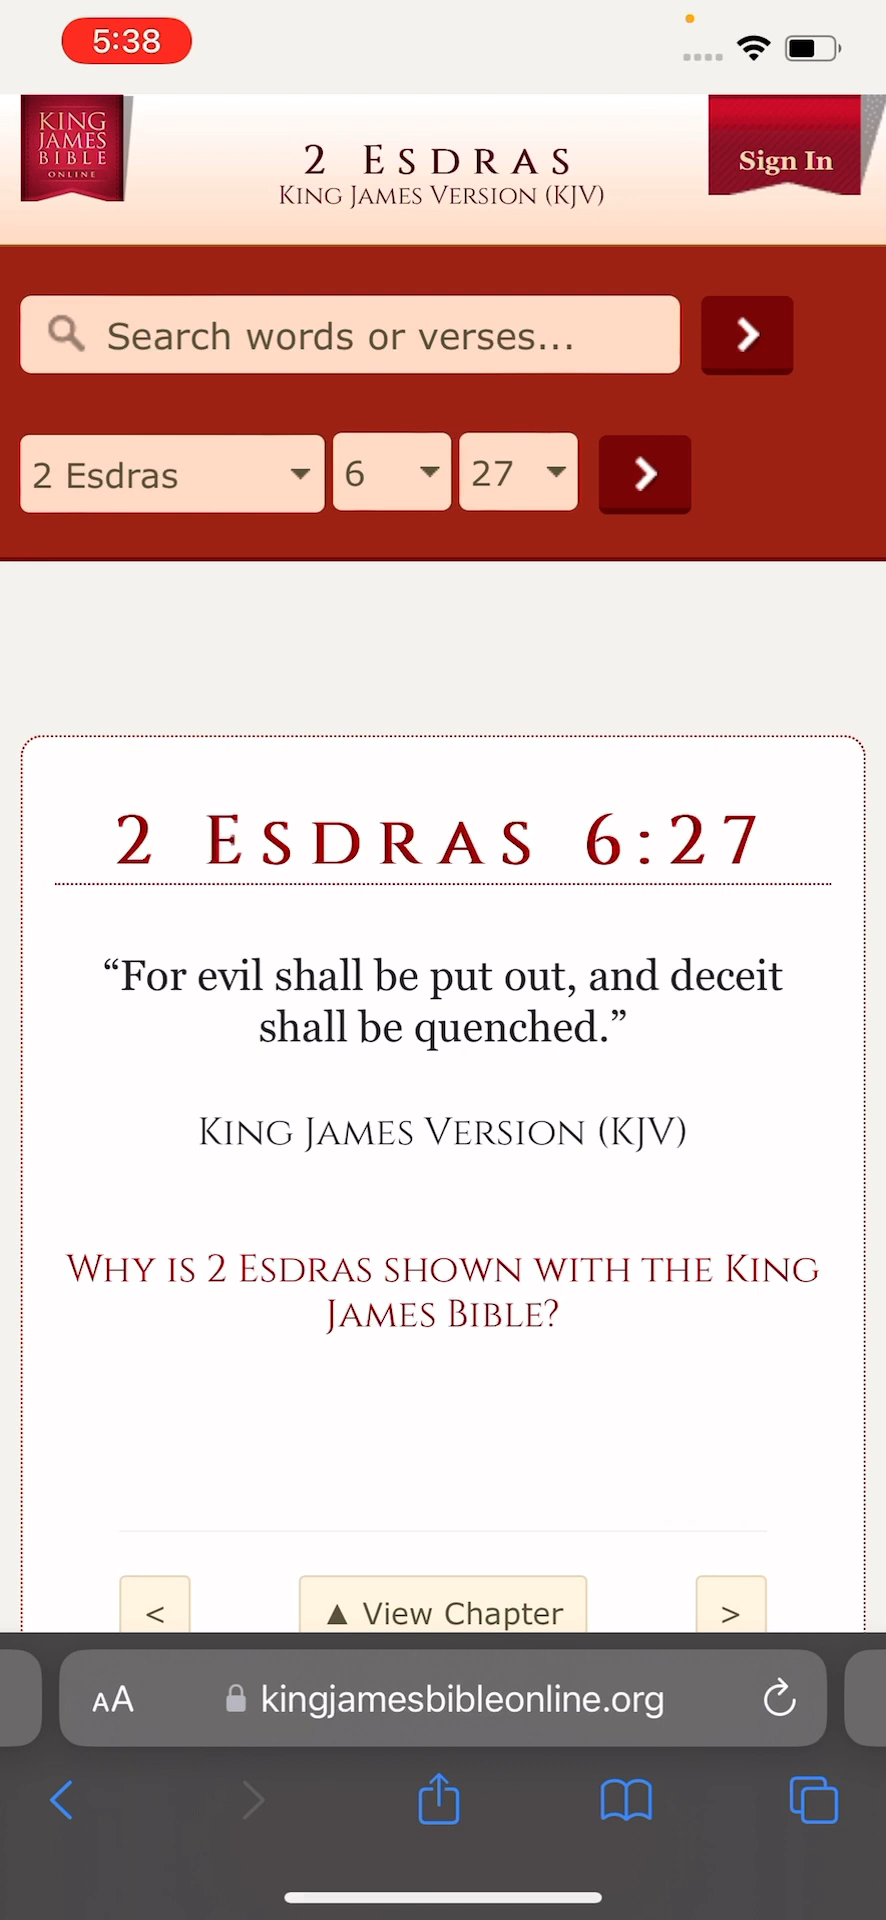 5:38
KING
JAMES
BIBLE
ONLINE
2 ESDRAS
KING JAMES VERSION (KJV)
Sign In
Search words or verses...
2 Esdras 6 27
2 ESDRAS 6:27
“For evil shall be put out, and deceit
shall be quenched.”
KING JAMES VERSION (KJV)
WHY IS 2 ESDRAS SHOWN WITH THE KING
JAMES BIBLE?
< ▲ View Chapter >
AA kingjamesbibleonline.org